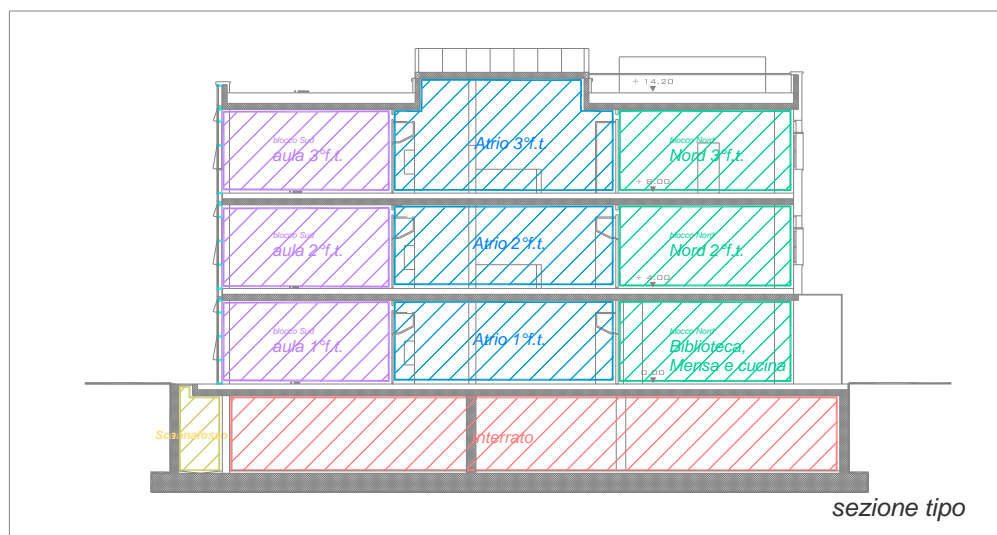 + 14.20
blocco Sud
aula 3°f.t.
Atrio 3°f.t.
blocco Nord
Nord 3°f.t.
+ 8.00
blocco Sud
aula 2°f.t.
Atrio 2°f.t.
blocco Nord
Nord 2°f.t.
+ 4.00
blocco Sud
aula 1°f.t.
Atrio 1°f.t.
blocco Nord
Biblioteca,
Mensa e cucina
0.00
Scannafosso
Interrato
sezione tipo